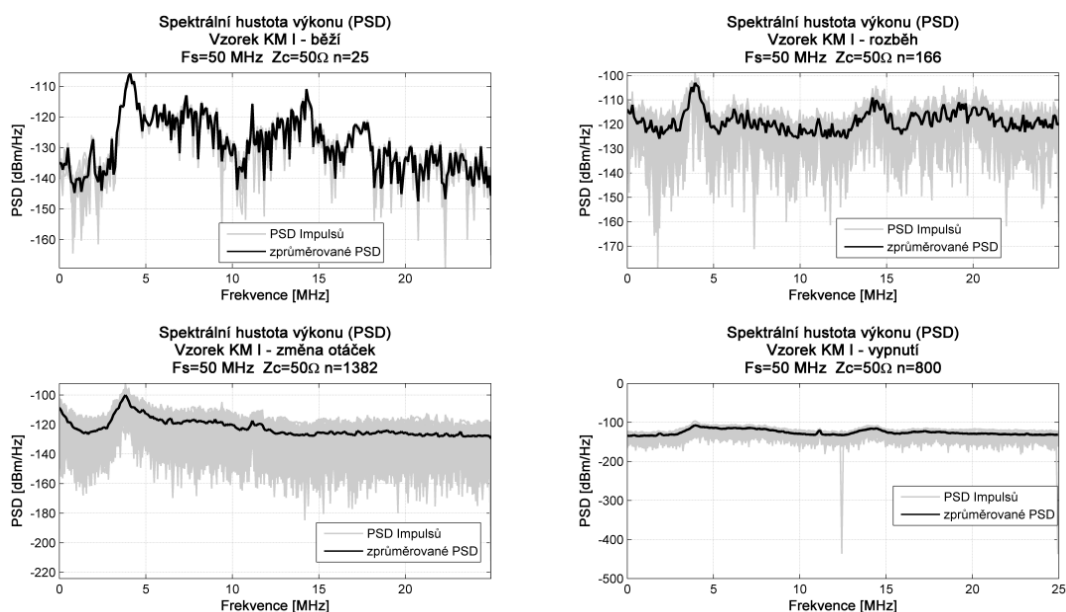 Spektrální hustota výkonu (PSD)
Vzorek KM I - běží
Fs=50 MHz Zc=50Ω n=25
-110
-120
-130
-140
-150
-160
PSD [dBm/Hz]
PSD Impulsů
zprůměrované PSD
0 5 10 15 20
Frekvence [MHz]
Spektrální hustota výkonu (PSD)
Vzorek KM I - rozběh
Fs=50 MHz Zc=50Ω n=166
-100
-110
-120
-130
-140
-150
-160
-170
PSD [dBm/Hz]
PSD Impulsů
zprůměrované PSD
0 5 10 15 20 25
Frekvence [MHz]
Spektrální hustota výkonu (PSD)
Vzorek KM I - změna otáček
Fs=50 MHz Zc=50Ω n=1382
-100
-120
-140
-160
-180
-200
-220
PSD [dBm/Hz]
PSD Impulsů
zprůměrované PSD
0 5 10 15 20
Frekvence [MHz]
Spektrální hustota výkonu (PSD)
Vzorek KM I - vypnutí
Fs=50 MHz Zc=50Ω n=800
0
-100
-200
-300
-400
-500
PSD [dBm/Hz]
PSD Impulsů
zprůměrované PSD
0 5 10 15 20 25
Frekvence [MHz]